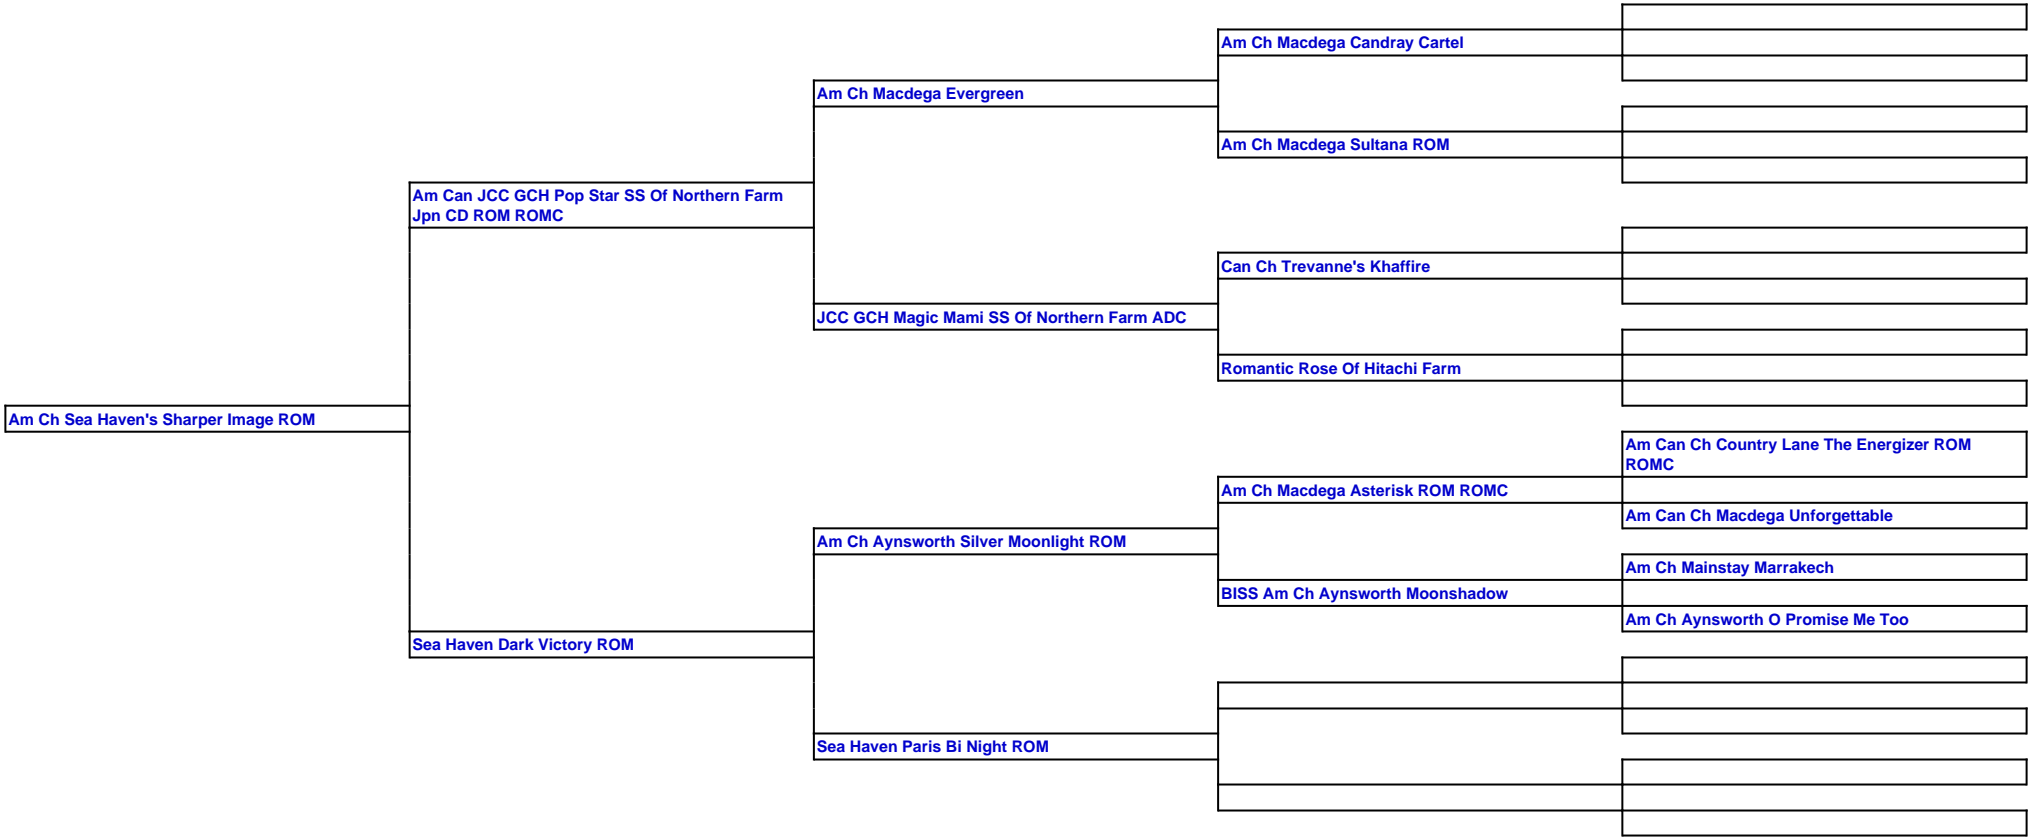 Am Ch Macdega Candray Cartel
Am Ch Macdega Evergreen
Am Ch Macdega Sultana ROM
Am Can JCC GCH Pop Star SS Of Northern Farm
Jpn CD ROM ROMC
Can Ch Trevanne's Khaffire
JCC GCH Magic Mami SS Of Northern Farm ADC
Romantic Rose Of Hitachi Farm
Am Ch Sea Haven's Sharper Image ROM
Am Can Ch Country Lane The Energizer ROM
ROMC
Am Ch Macdega Asterisk ROM ROMC
Am Can Ch Macdega Unforgettable
Am Ch Aynsworth Silver Moonlight ROM
Am Ch Mainstay Marrakech
BISS Am Ch Aynsworth Moonshadow
Am Ch Aynsworth O Promise Me Too
Sea Haven Dark Victory ROM
Sea Haven Paris Bi Night ROM